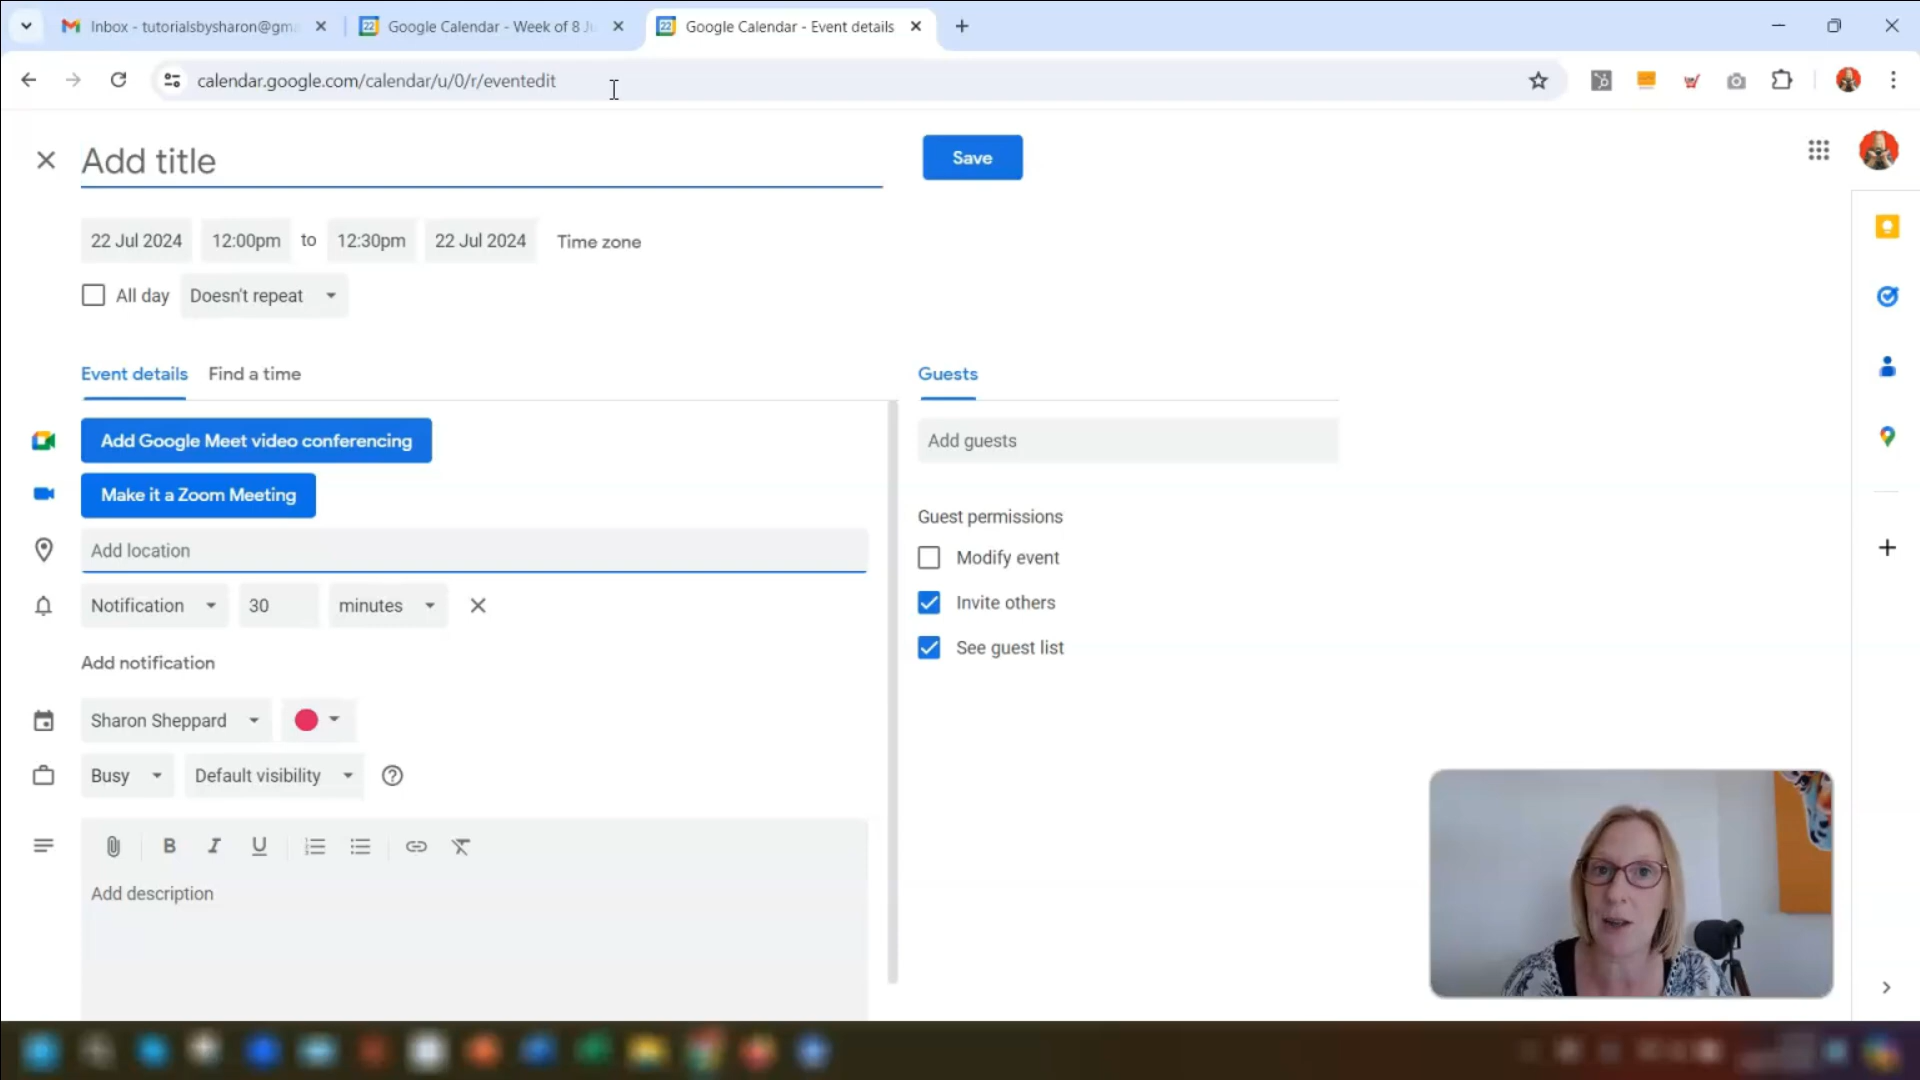 Inbox - tutorialsbysharon@gma
Google Calendar - Week of 8 Ju
Google Calendar - Event details
calendar.google.com/calendar/u/0/r/eventedit
Add title
Save
22 Jul 2024 12:00pm to 12:30pm 22 Jul 2024 Time zone
All day Doesn't repeat
Event details Find a time
Guests
Add Google Meet video conferencing
Add guests
Make it a Zoom Meeting
Guest permissions
Add location
Modify event
Notification 30 minutes
Invite others
Add notification
See guest list
Sharon Sheppard
Busy Default visibility
B I U
Add description